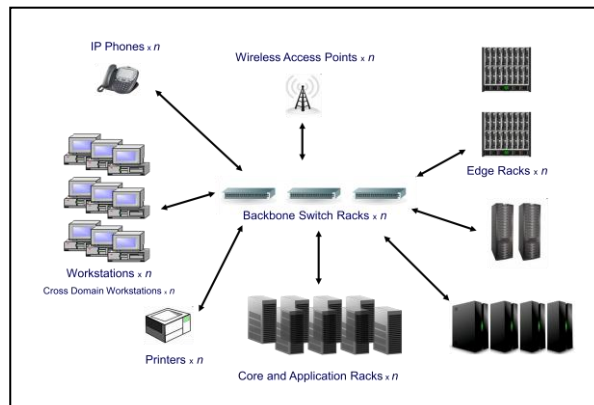 IP Phones x n
Wireless Access Points x n
Edge Racks x n
Backbone Switch Racks x n
Workstations x n
Cross Domain Workstations x n
Printers x n
Core and Application Racks x n